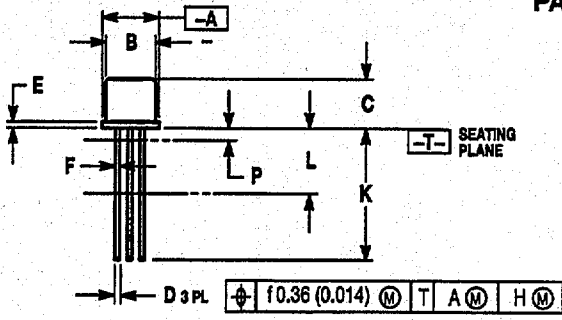 PA
–A
B
E
C
–T– SEATING
PLANE
L
F
P
K
D 3 PL
⌖ f 0.36 (0.014) Ⓜ T A Ⓜ H Ⓜ